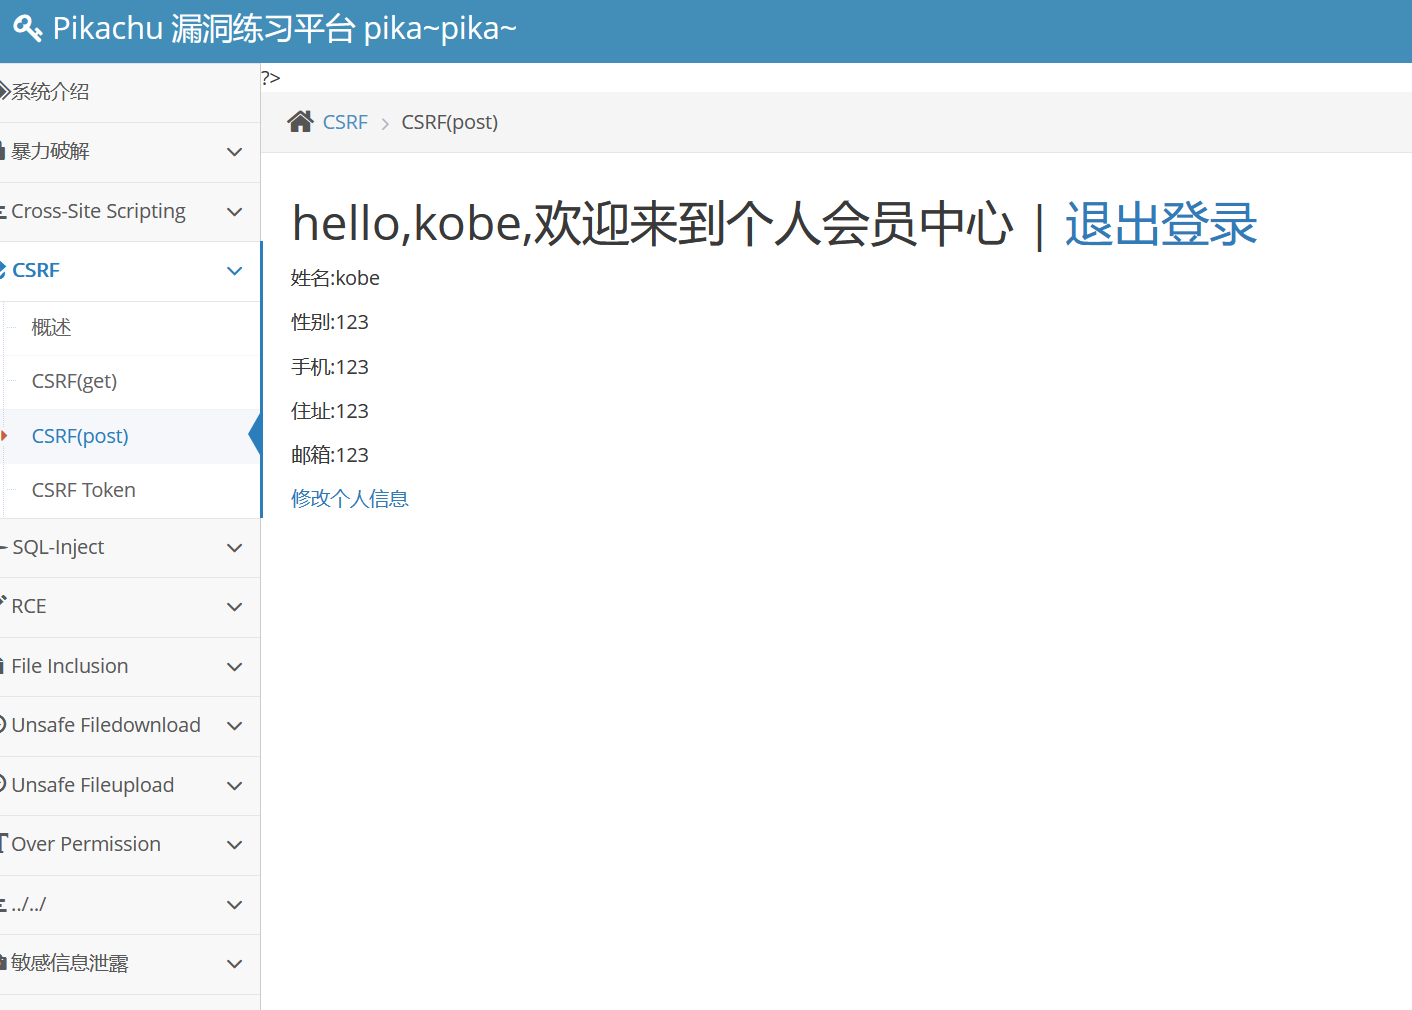 Pikachu 漏洞练习平台 pika~pika~
系统介绍
暴力破解
Cross-Site Scripting
CSRF
概述
CSRF(get)
CSRF(post)
CSRF Token
SQL-Inject
RCE
File Inclusion
Unsafe Filedownload
Unsafe Fileupload
Over Permission
../../
敏感信息泄露
?>
CSRF > CSRF(post)
hello,kobe,欢迎来到个人会员中心 | 退出登录
姓名:kobe
性别:123
手机:123
住址:123
邮箱:123
修改个人信息